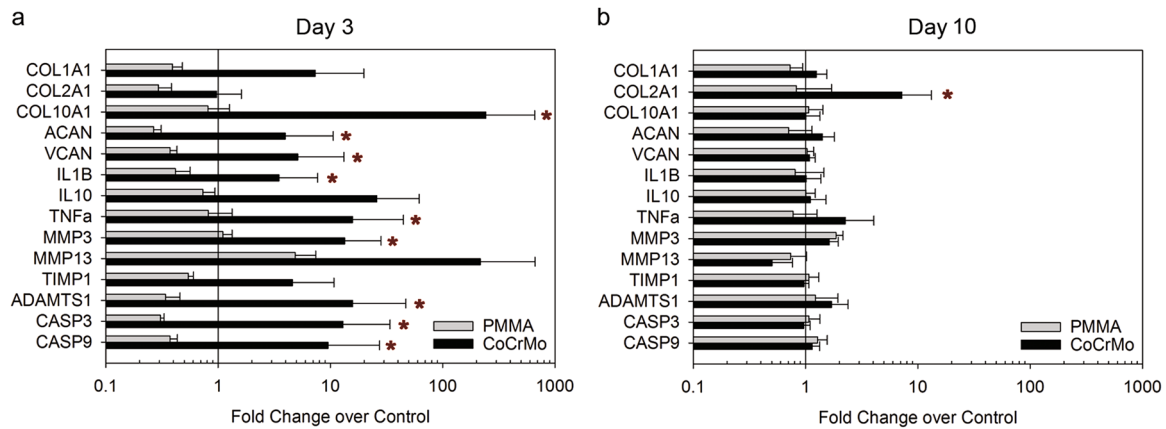 a
Day 3
COL1A1
COL2A1
COL10A1
*
ACAN
*
VCAN
*
IL1B
*
IL10
TNFa
*
MMP3
*
MMP13
TIMP1
ADAMTS1
*
CASP3
*
CASP9
*
PMMA
CoCrMo
0.1 1 10 100 1000
Fold Change over Control
b
Day 10
COL1A1
COL2A1
*
COL10A1
ACAN
VCAN
IL1B
IL10
TNFa
MMP3
MMP13
TIMP1
ADAMTS1
CASP3
CASP9
PMMA
CoCrMo
0.1 1 10 100 1000
Fold Change over Control